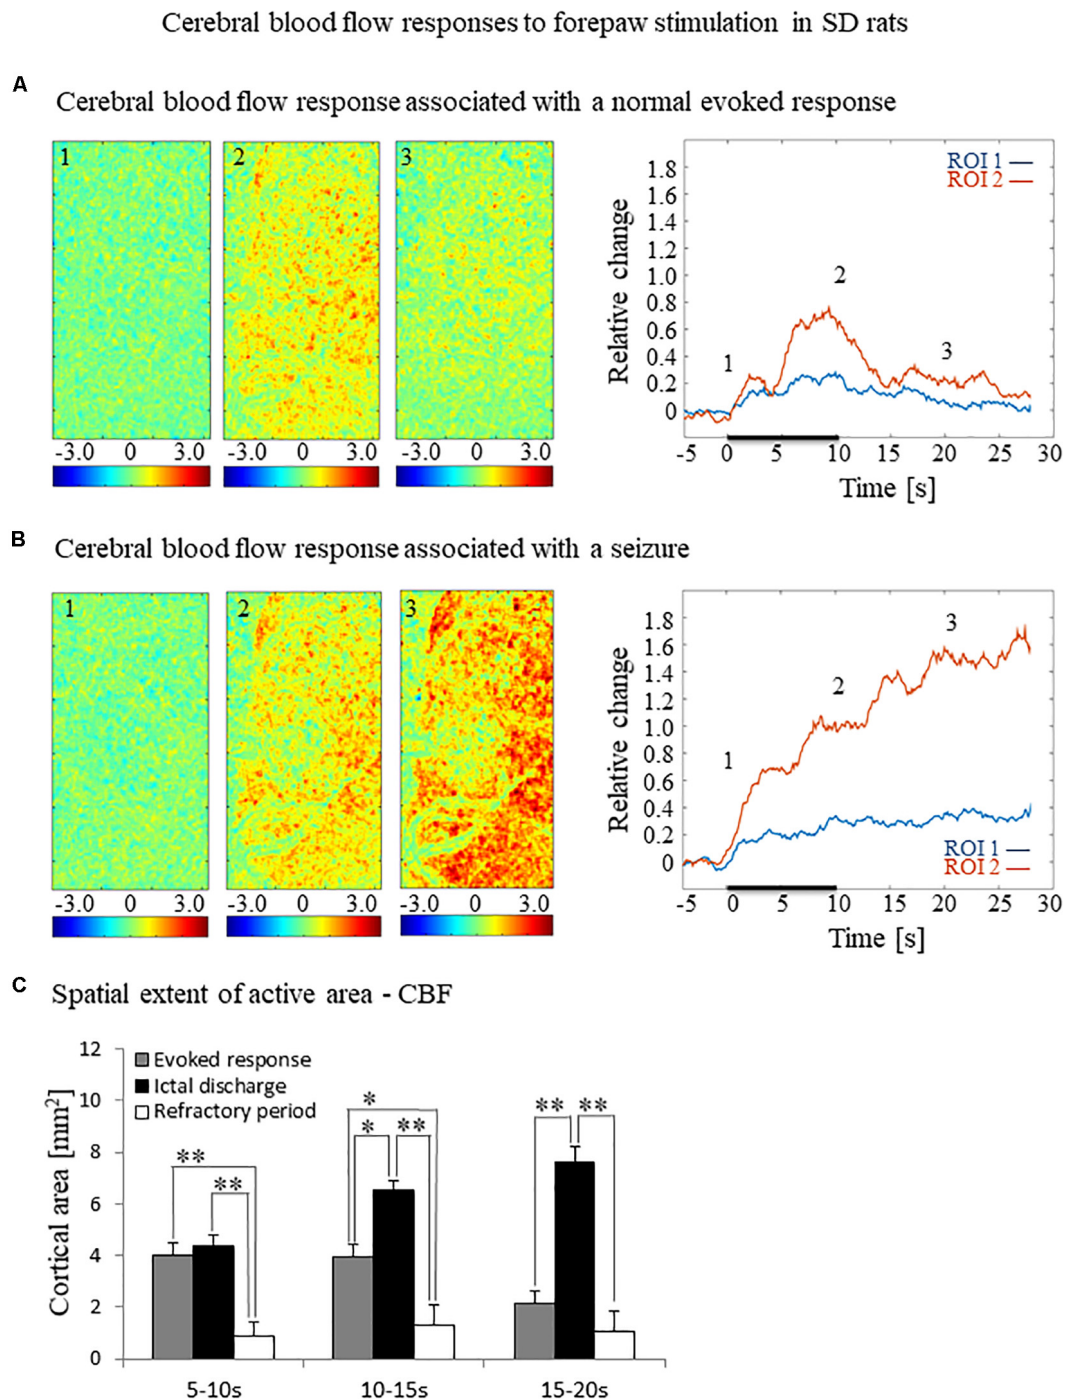 Cerebral blood flow responses to forepaw stimulation in SD rats
A
Cerebral blood flow response associated with a normal evoked response
1
2
3
-3.0 0 3.0
-3.0 0 3.0
-3.0 0 3.0
Relative change
1.8
1.6
1.4
1.2
1.0
0.8
0.6
0.4
0.2
0
ROI 1
ROI 2
1
2
3
-5 0 5 10 15 20 25 30
Time [s]
B
Cerebral blood flow response associated with a seizure
1
2
3
-3.0 0 3.0
-3.0 0 3.0
-3.0 0 3.0
Relative change
1.8
1.6
1.4
1.2
1.0
0.8
0.6
0.4
0.2
0
1
2
3
ROI 1
ROI 2
-5 0 5 10 15 20 25 30
Time [s]
C
Spatial extent of active area - CBF
Cortical area [mm²]
12
10
8
6
4
2
0
Evoked response
Ictal discharge
Refractory period
**
**
*
*
**
**
**
5-10s 10-15s 15-20s